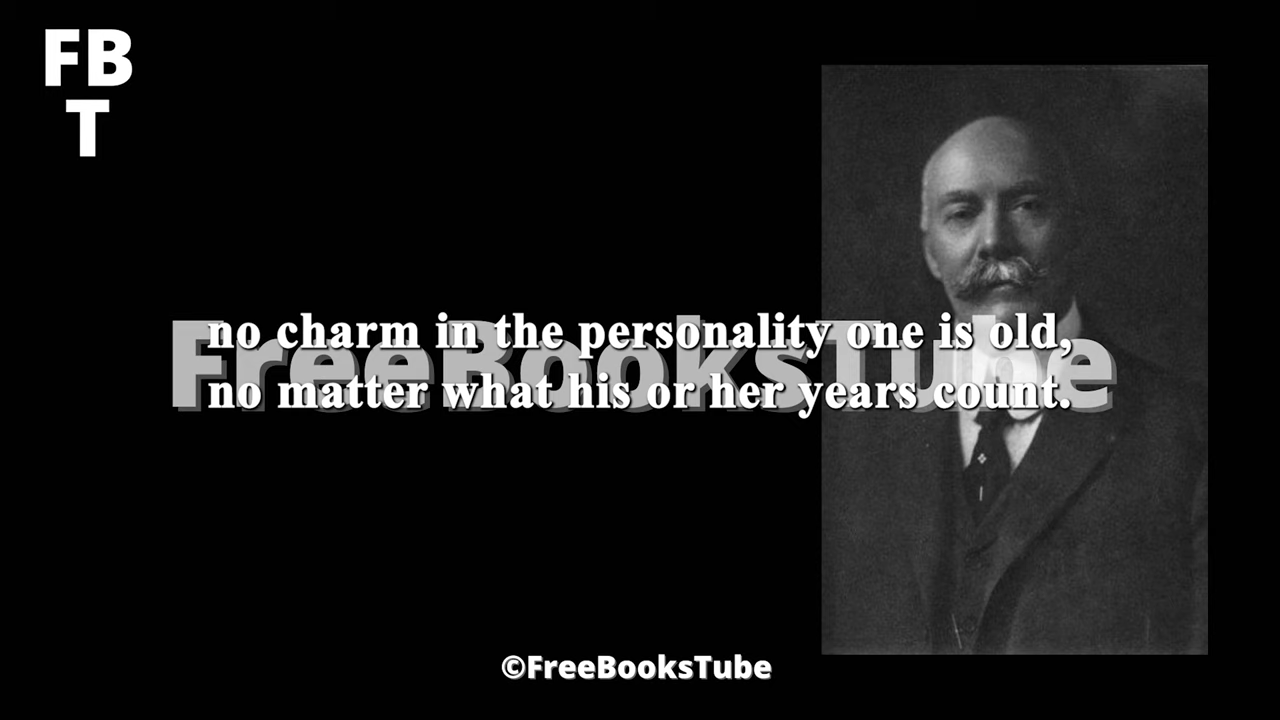 FB
T
FreeBooksTube
no charm in the personality one is old,
no matter what his or her years count.
©FreeBooksTube